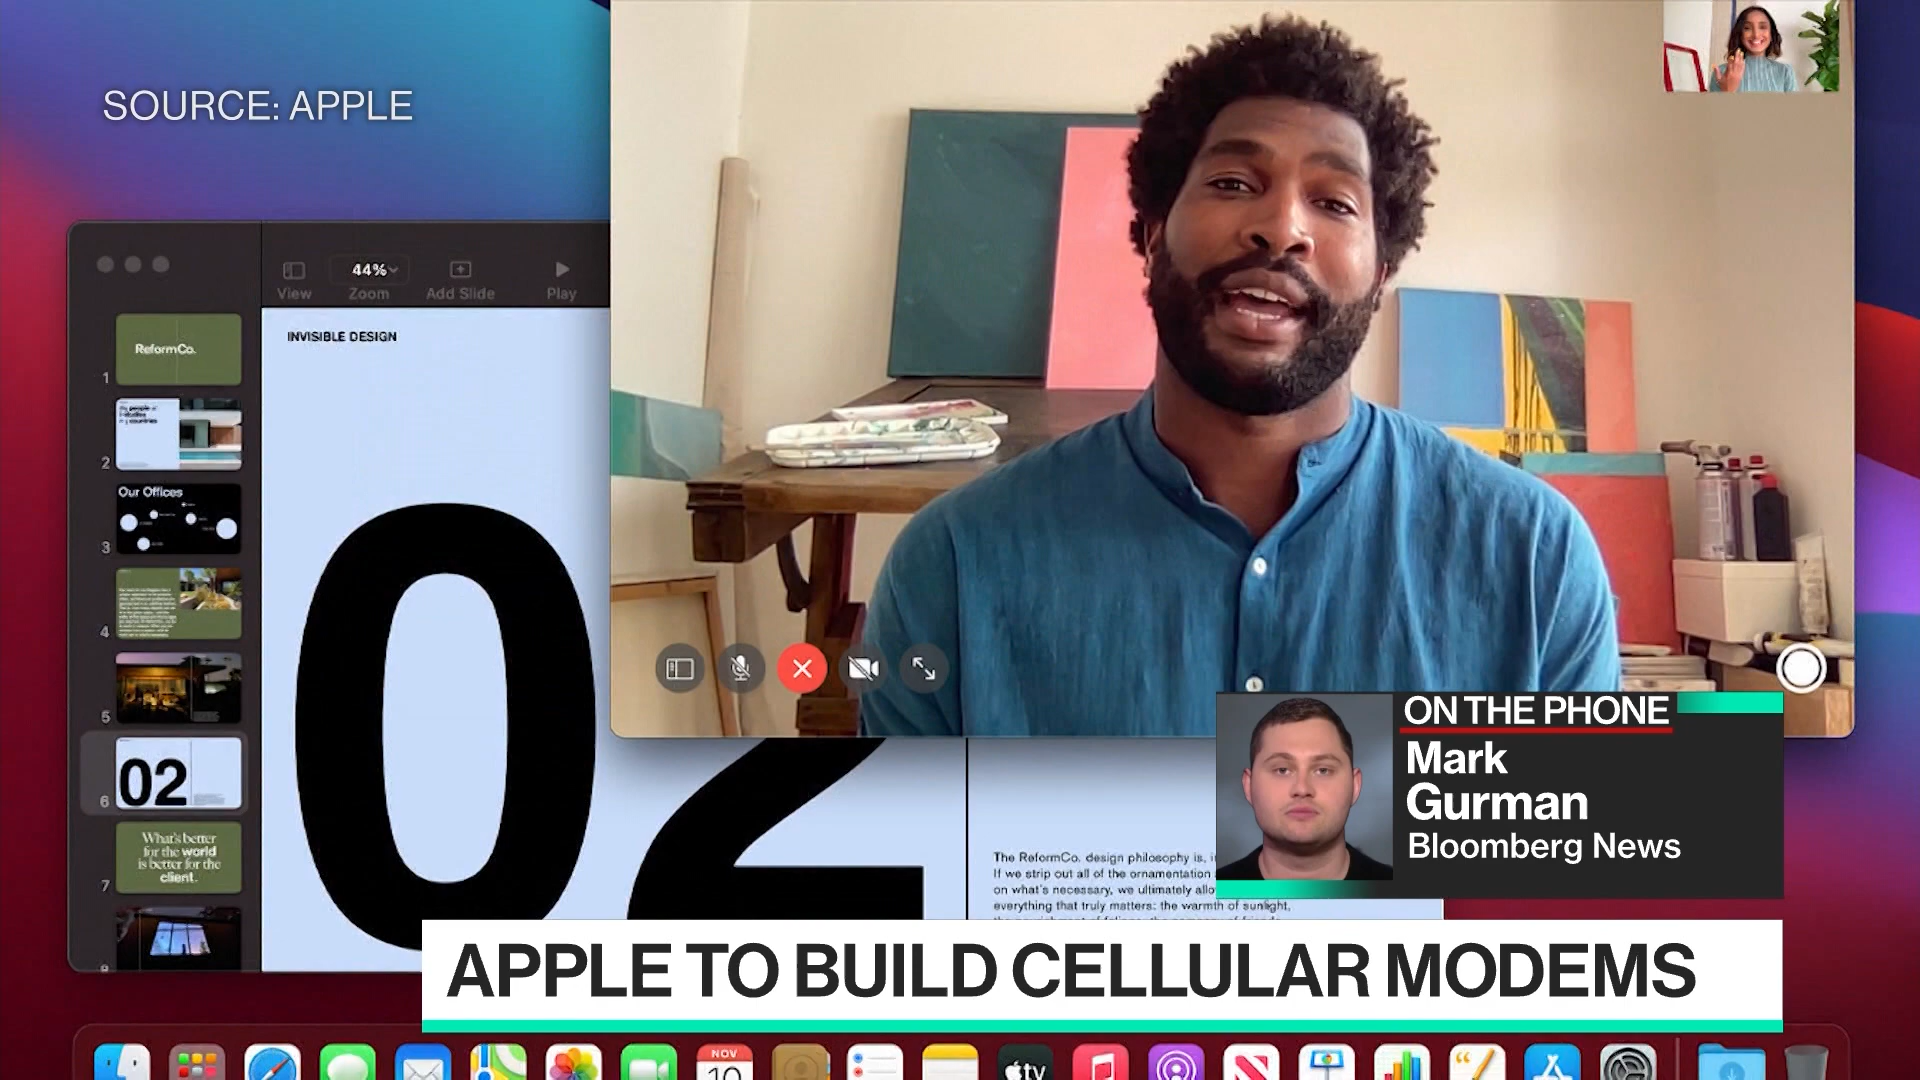 SOURCE: APPLE
44%
View
Zoom
Add Slide
Play
INVISIBLE DESIGN
ReformCo.
1
2
Our Offices
3
4
5
02
6
What's better
for the world
is better for the
client.
7
02
The ReformCo. design philosophy is,
If we strip out all of the ornamentation
on what's necessary, we ultimately allo
everything that truly matters: the warmth of sunlight,
ON THE PHONE
Mark
Gurman
Bloomberg News
APPLE TO BUILD CELLULAR MODEMS
NOV
10
tv